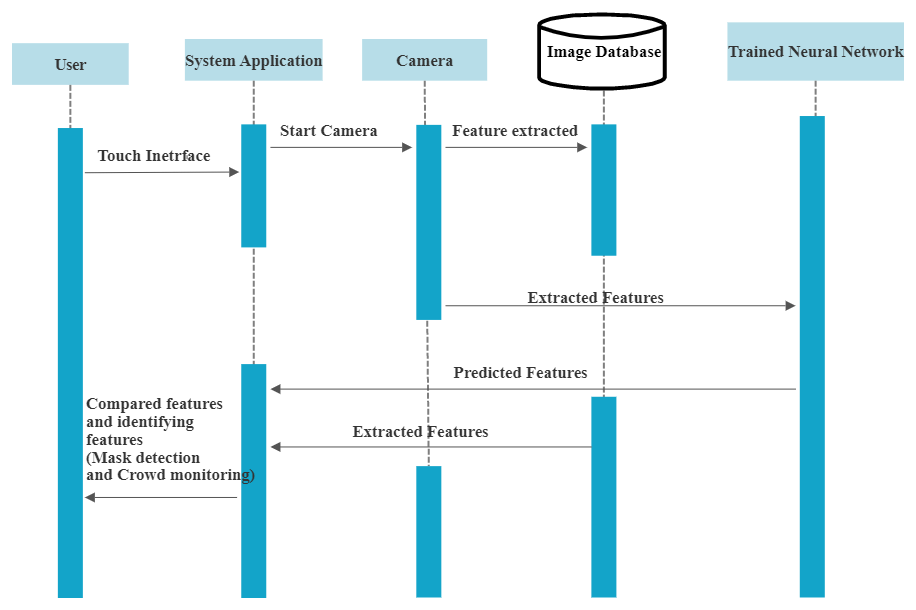 User
System Application
Camera
Image Database
Trained Neural Network
Start Camera
Feature extracted
Touch Inetrface
Extracted Features
Predicted Features
Compared features
and identifying
features
(Mask detection
and Crowd monitoring)
Extracted Features